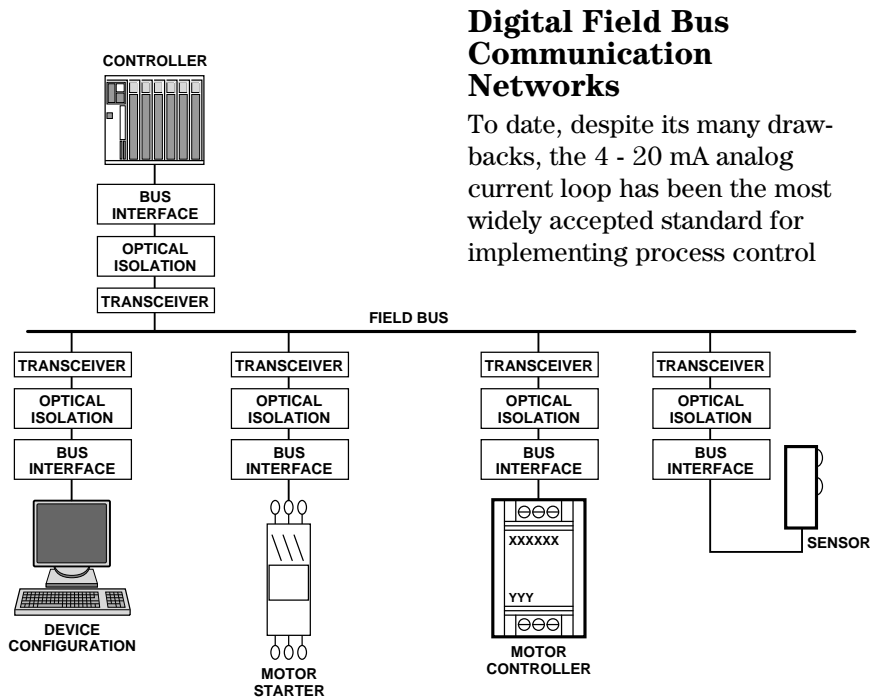 Digital Field Bus
Communication
Networks
To date, despite its many draw-
backs, the 4 - 20 mA analog
current loop has been the most
widely accepted standard for
implementing process control
CONTROLLER
BUS
INTERFACE
OPTICAL
ISOLATION
TRANSCEIVER
FIELD BUS
TRANSCEIVER
OPTICAL
ISOLATION
BUS
INTERFACE
DEVICE
CONFIGURATION
TRANSCEIVER
OPTICAL
ISOLATION
BUS
INTERFACE
MOTOR
STARTER
TRANSCEIVER
OPTICAL
ISOLATION
BUS
INTERFACE
XXXXXX
YYY
MOTOR
CONTROLLER
TRANSCEIVER
OPTICAL
ISOLATION
BUS
INTERFACE
SENSOR